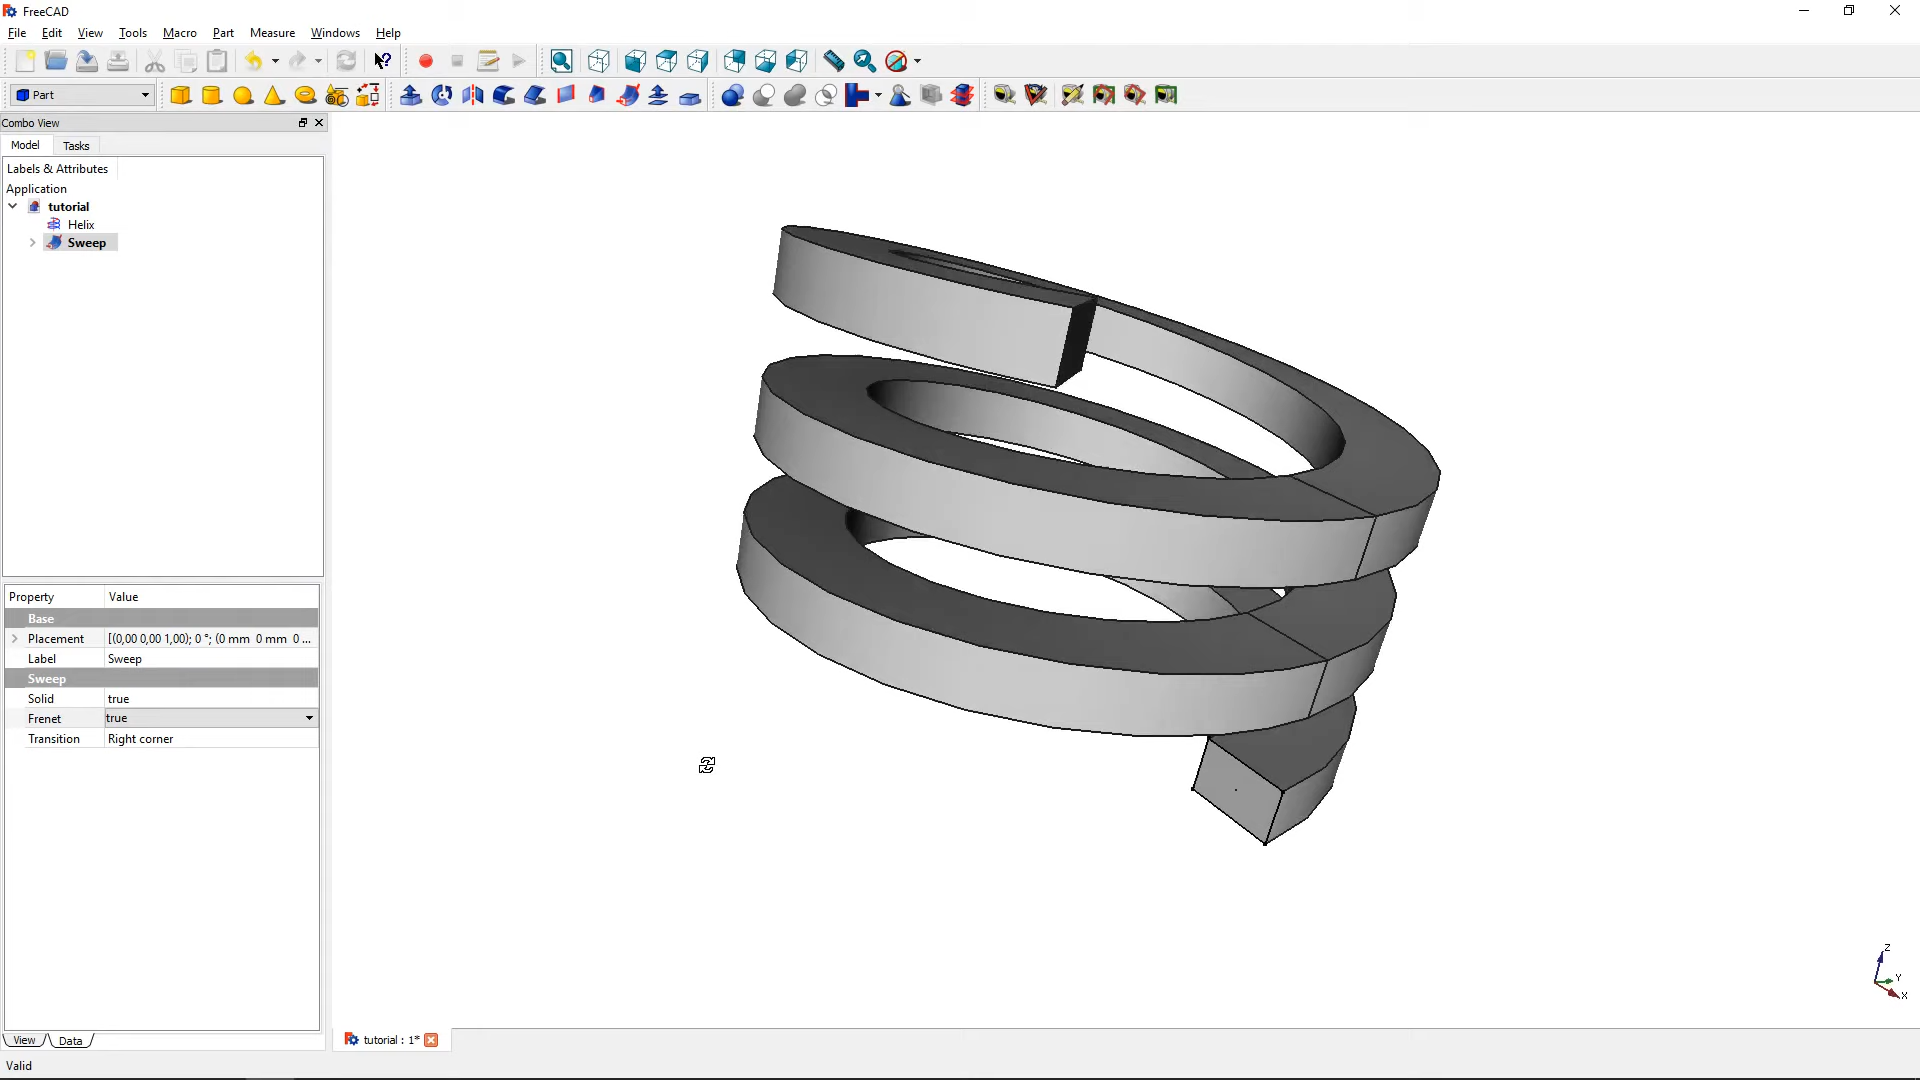 FreeCAD
File Edit View Tools Macro Part Measure Windows Help
Part
Combo View
Model Tasks
Labels & Attributes
Application
tutorial
Helix
Sweep
Property Value
Base
Placement [(0,00 0,00 1,00); 0 °; (0 mm 0 mm 0 ...
Label Sweep
Sweep
Solid true
Frenet true
Transition Right corner
Z
Y
X
View Data
tutorial : 1*
Valid